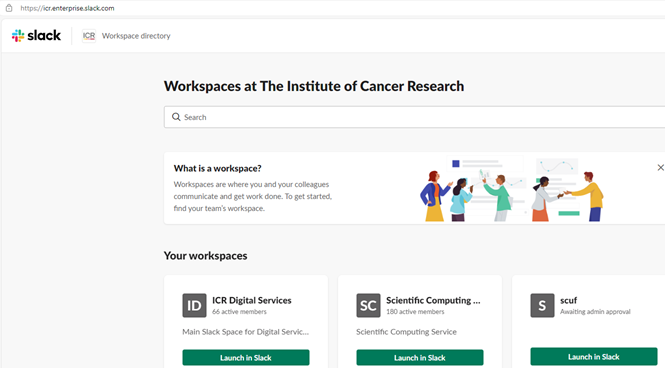 https://icr.enterprise.slack.com
slack ICR Workspace directory
Workspaces at The Institute of Cancer Research
Search
What is a workspace?
Workspaces are where you and your colleagues
communicate and get work done. To get started,
find your team's workspace.
Your workspaces
ID ICR Digital Services
66 active members
Main Slack Space for Digital Servic...
Launch in Slack
SC Scientific Computing ...
180 active members
Scientific Computing Service
Launch in Slack
S scuf
Awaiting admin approval
Launch in Slack